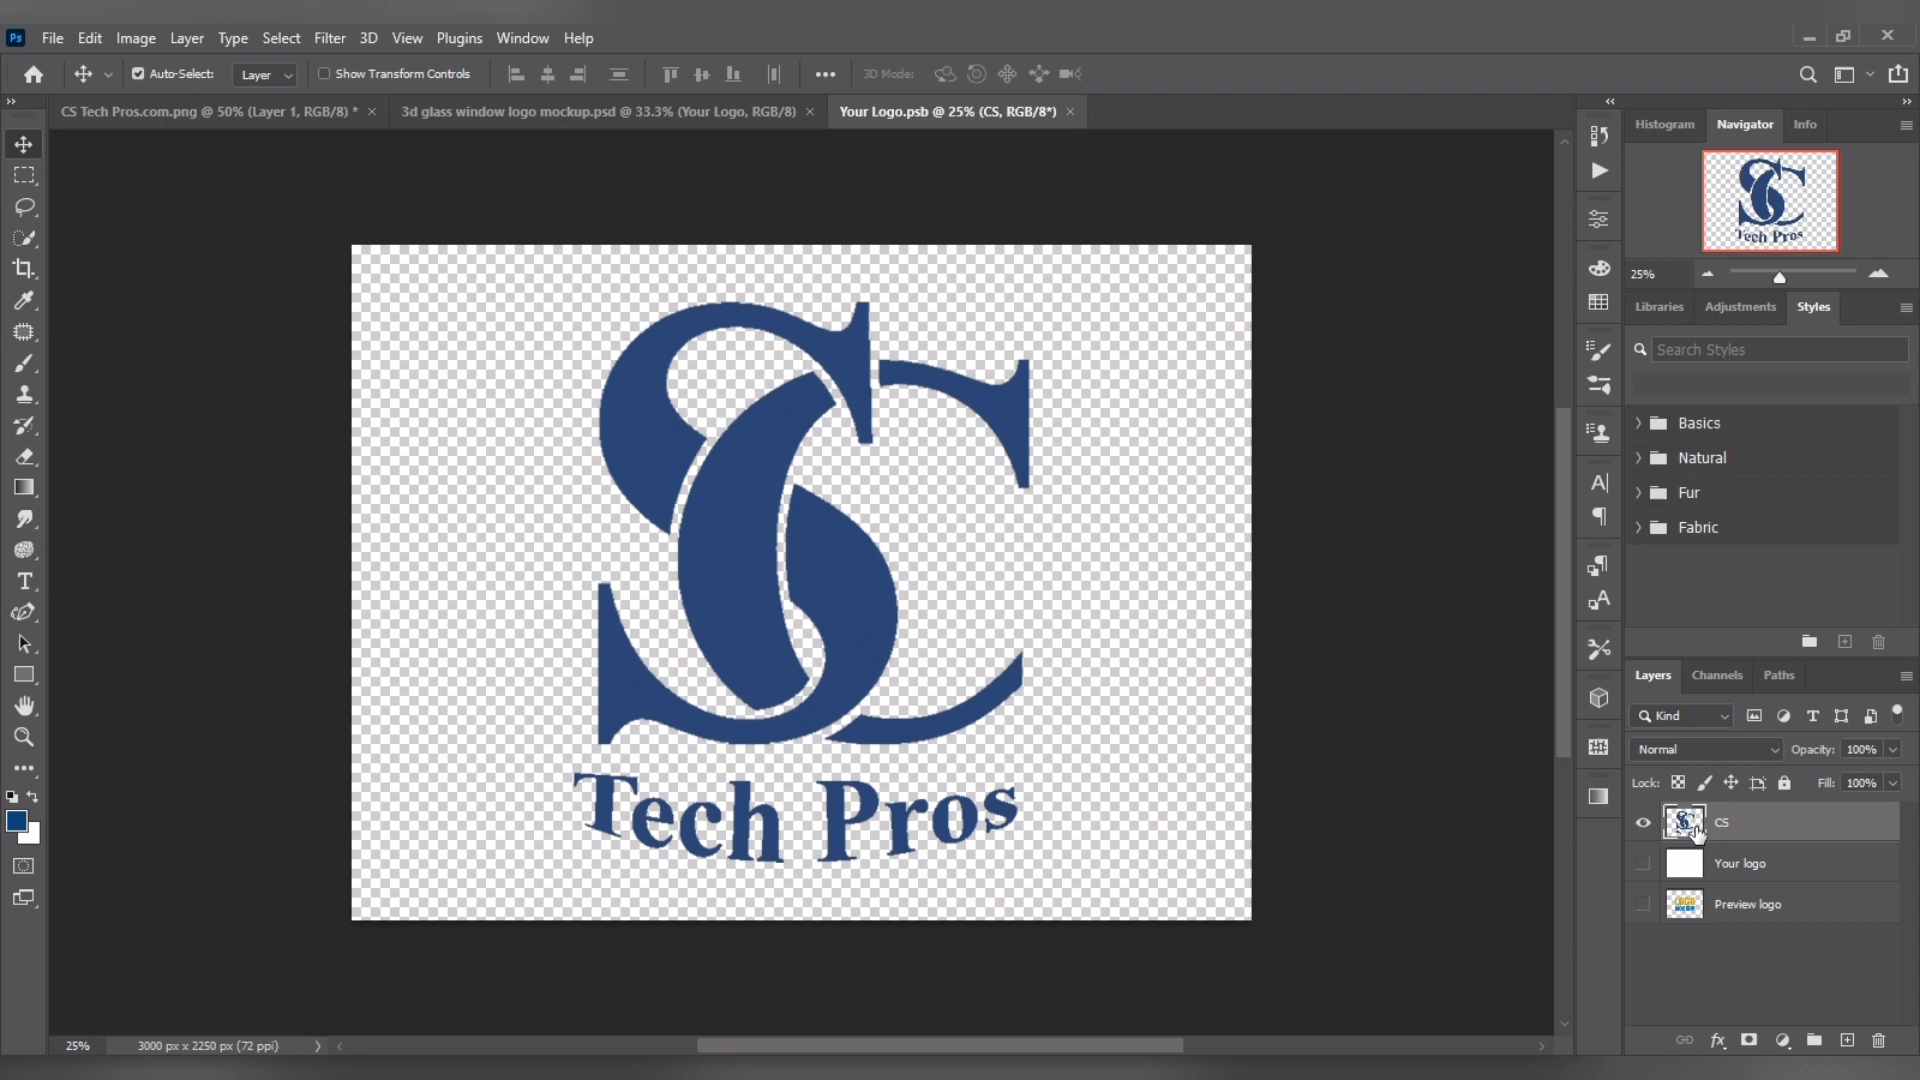 Ps File Edit Image Layer Type Select Filter 3D View Plugins Window Help
Auto-Select: Layer Show Transform Controls 3D Mode:
CS Tech Pros.com.png @ 50% (Layer 1, RGB/8) *
3d glass window logo mockup.psd @ 33.3% (Your Logo, RGB/8)
Your Logo.psb @ 25% (CS, RGB/8*)
SC
Tech Pros
25% 3000 px x 2250 px (72 ppi)
Histogram Navigator Info
SC
Tech Pros
25%
Libraries Adjustments Styles
Search Styles
Basics
Natural
Fur
Fabric
Layers Channels Paths
Kind
Normal Opacity: 100%
Lock: Fill: 100%
CS
Your logo
Preview logo